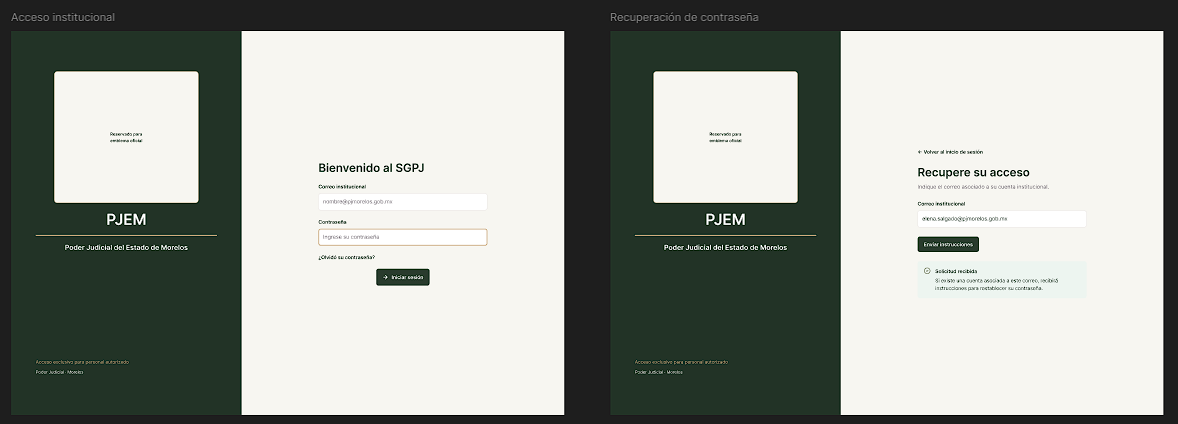 Acceso institucional
Reservado para
emblema oficial
PJEM
Poder Judicial del Estado de Morelos
Acceso exclusivo para personal autorizado
Poder Judicial · Morelos
Bienvenido al SGPJ
Correo institucional
nombre@pjmorelos.gob.mx
Contraseña
Ingrese su contraseña
¿Olvidó su contraseña?
→ Iniciar sesión
Recuperación de contraseña
Reservado para
emblema oficial
PJEM
Poder Judicial del Estado de Morelos
Acceso exclusivo para personal autorizado
Poder Judicial · Morelos
← Volver al inicio de sesión
Recupere su acceso
Indique el correo asociado a su cuenta institucional.
Correo institucional
elena.salgado@pjmorelos.gob.mx
Enviar instrucciones
Solicitud recibida
Si existe una cuenta asociada a este correo, recibirá
instrucciones para restablecer su contraseña.